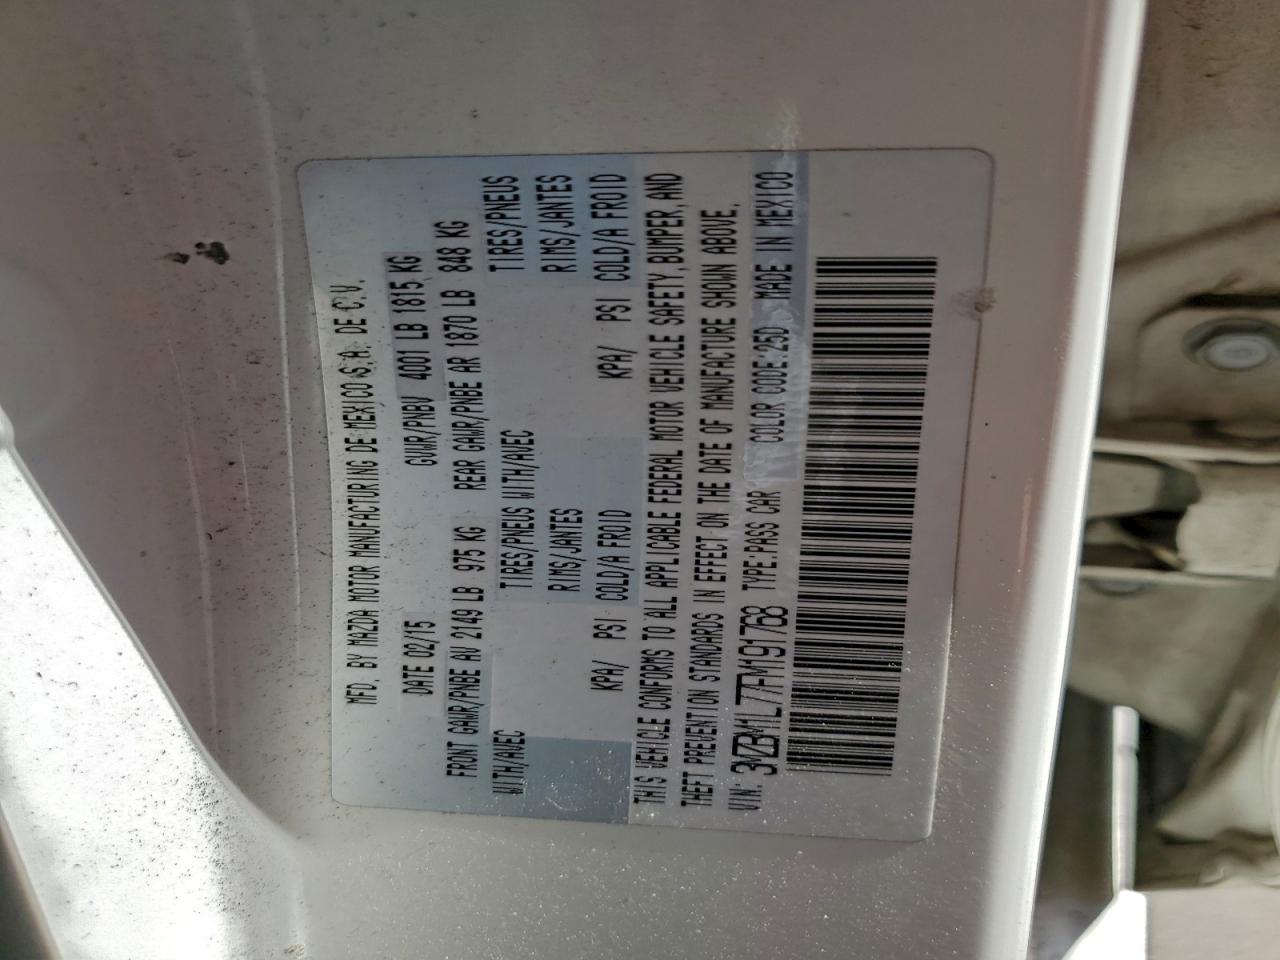 MFD. BY MAZDA MOTOR MANUFACTURING DE MEXICO S.A. DE C.V.
DATE 02/15 GVWR/PNBV 4001 LB 1815 KG
FRONT GAWR/PNBE AV 2149 LB 975 KG REAR GAWR/PNBE AR 1870 LB 848 KG
WITH/AVEC TIRES/PNEUS WITH/AVEC TIRES/PNEUS
RIMS/JANTES RIMS/JANTES
KPA/ PSI COLD/A FROID KPA/ PSI COLD/A FROID
THIS VEHICLE CONFORMS TO ALL APPLICABLE FEDERAL MOTOR VEHICLE SAFETY, BUMPER, AND
THEFT PREVENTION STANDARDS IN EFFECT ON THE DATE OF MANUFACTURE SHOWN ABOVE.
VIN: 3MZBM1L77FM191768 TYPE:PASS CAR COLOR CODE:25D MADE IN MEXICO